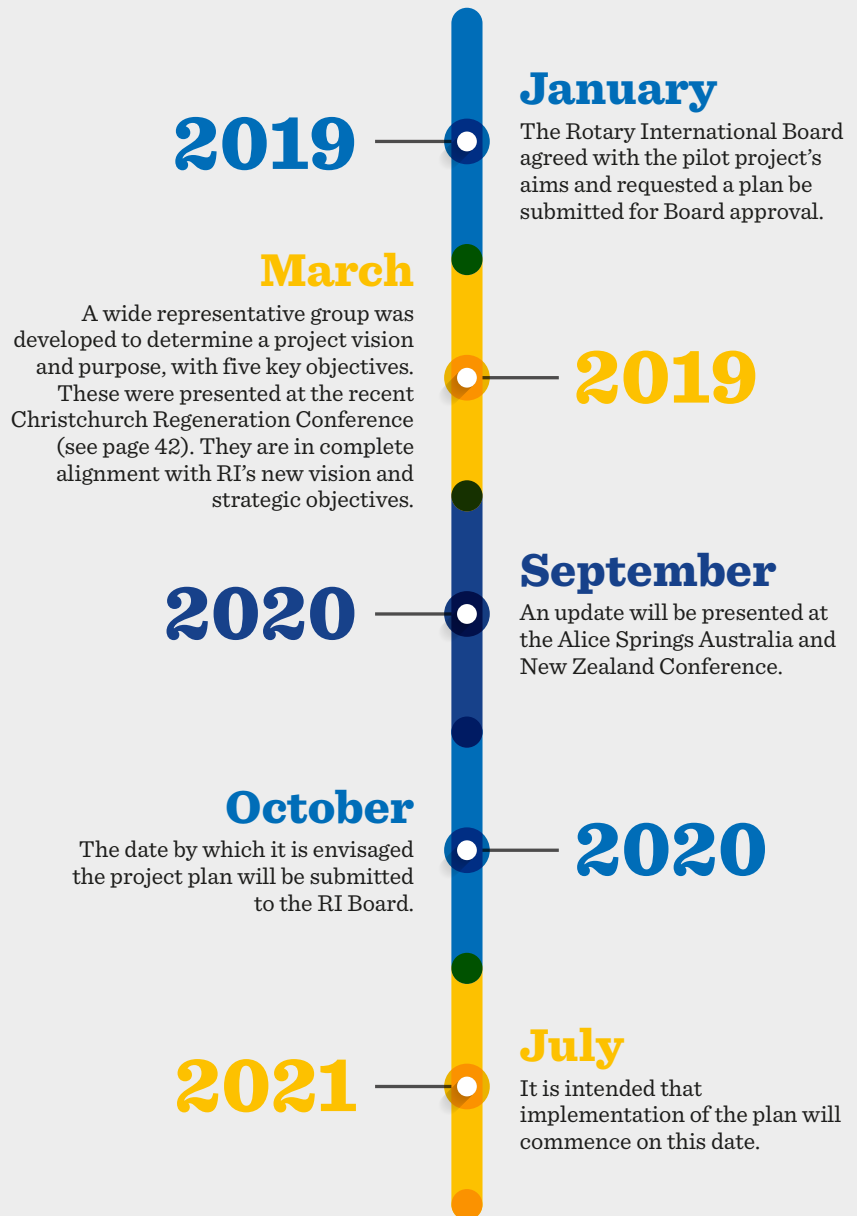 2019
January
The Rotary International Board
agreed with the pilot project’s
aims and requested a plan be
submitted for Board approval.
March
A wide representative group was
developed to determine a project vision
and purpose, with five key objectives.
These were presented at the recent
Christchurch Regeneration Conference
(see page 42). They are in complete
alignment with RI’s new vision and
strategic objectives.
2019
2020
September
An update will be presented at
the Alice Springs Australia and
New Zealand Conference.
October
The date by which it is envisaged
the project plan will be submitted
to the RI Board.
2020
2021
July
It is intended that
implementation of the plan will
commence on this date.